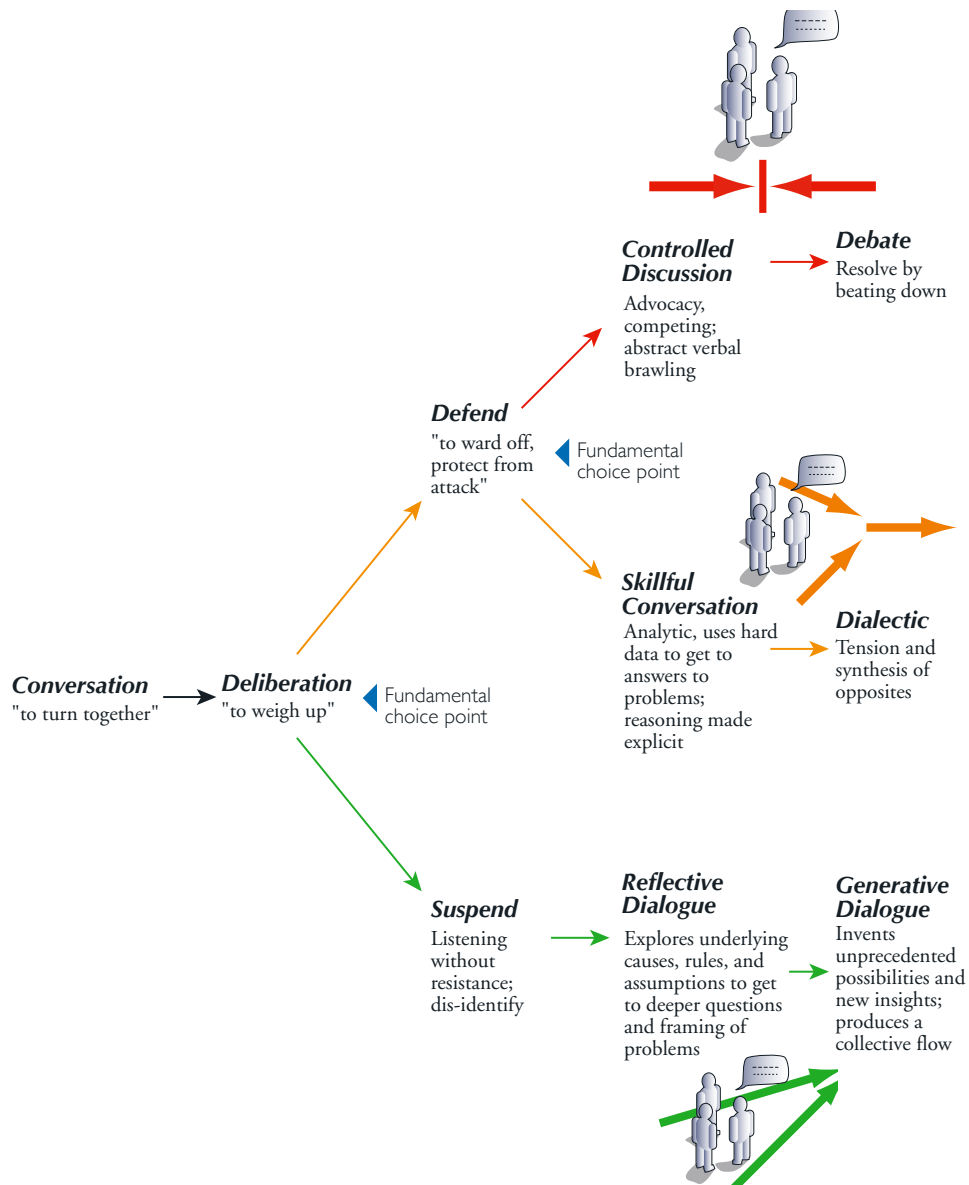 Controlled
Discussion
Advocacy,
competing;
abstract verbal
brawling
Debate
Resolve by
beating down
Defend
"to ward off,
protect from
attack"
Fundamental
choice point
Skillful
Conversation
Analytic, uses hard
data to get to
answers to
problems;
reasoning made
explicit
Dialectic
Tension and
synthesis of
opposites
Conversation
"to turn together"
Deliberation
"to weigh up"
Fundamental
choice point
Suspend
Listening
without
resistance;
dis-identify
Reflective
Dialogue
Explores underlying
causes, rules, and
assumptions to get
to deeper questions
and framing of
problems
Generative
Dialogue
Invents
unprecedented
possibilities and
new insights;
produces a
collective flow